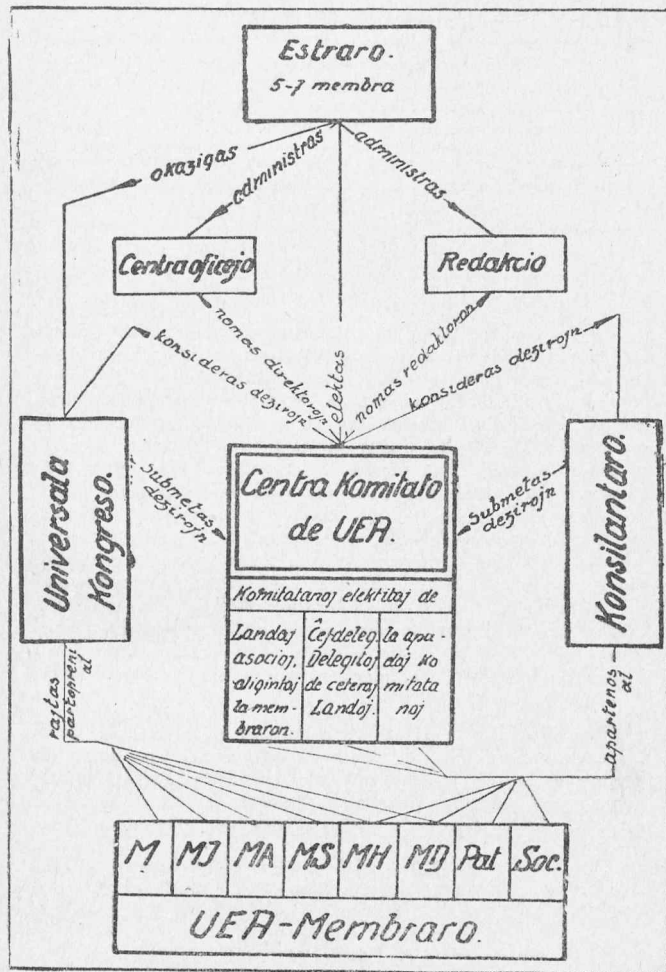 Estraro.
5-7 membra
okazigas
administras
administras
Centra oficejo
Redakcio
nomas direktorojn
konsideras dezirojn
elektas
nomas redaktoron
konsideras dezirojn
Universala
Kongreso.
submetas
dezirojn
Centra Komitato
de UEA.
submetas
dezirojn
Konsilantaro.
Komitatanoj elektitaj de
Landaj
asocioj,
aliĝintaj
la mem-
braron.
Ĉefdeleg.
Delegitoj
de ceteraj
Landoj.
la apa-
daj ko
mitata
noj
rajtas
partopreni
al
apartenos
al
M MJ MA MS MH MD Pat Soc.
UEA-Membraro.